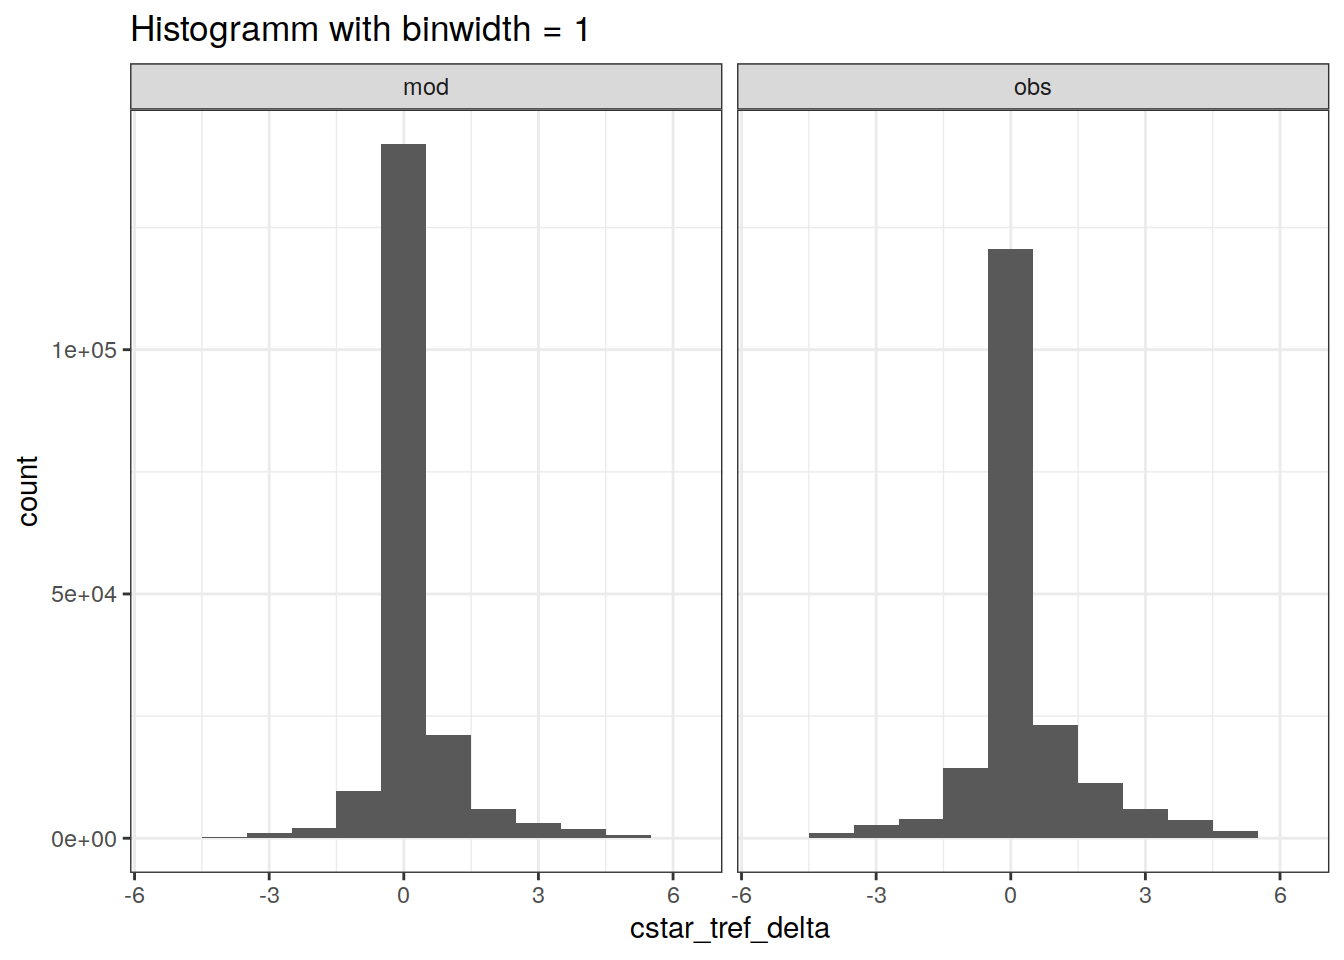 Histogramm with binwidth = 1
mod
obs
count
1e+05
5e+04
0e+00
-6 -3 0 3 6
-6 -3 0 3 6
cstar_tref_delta